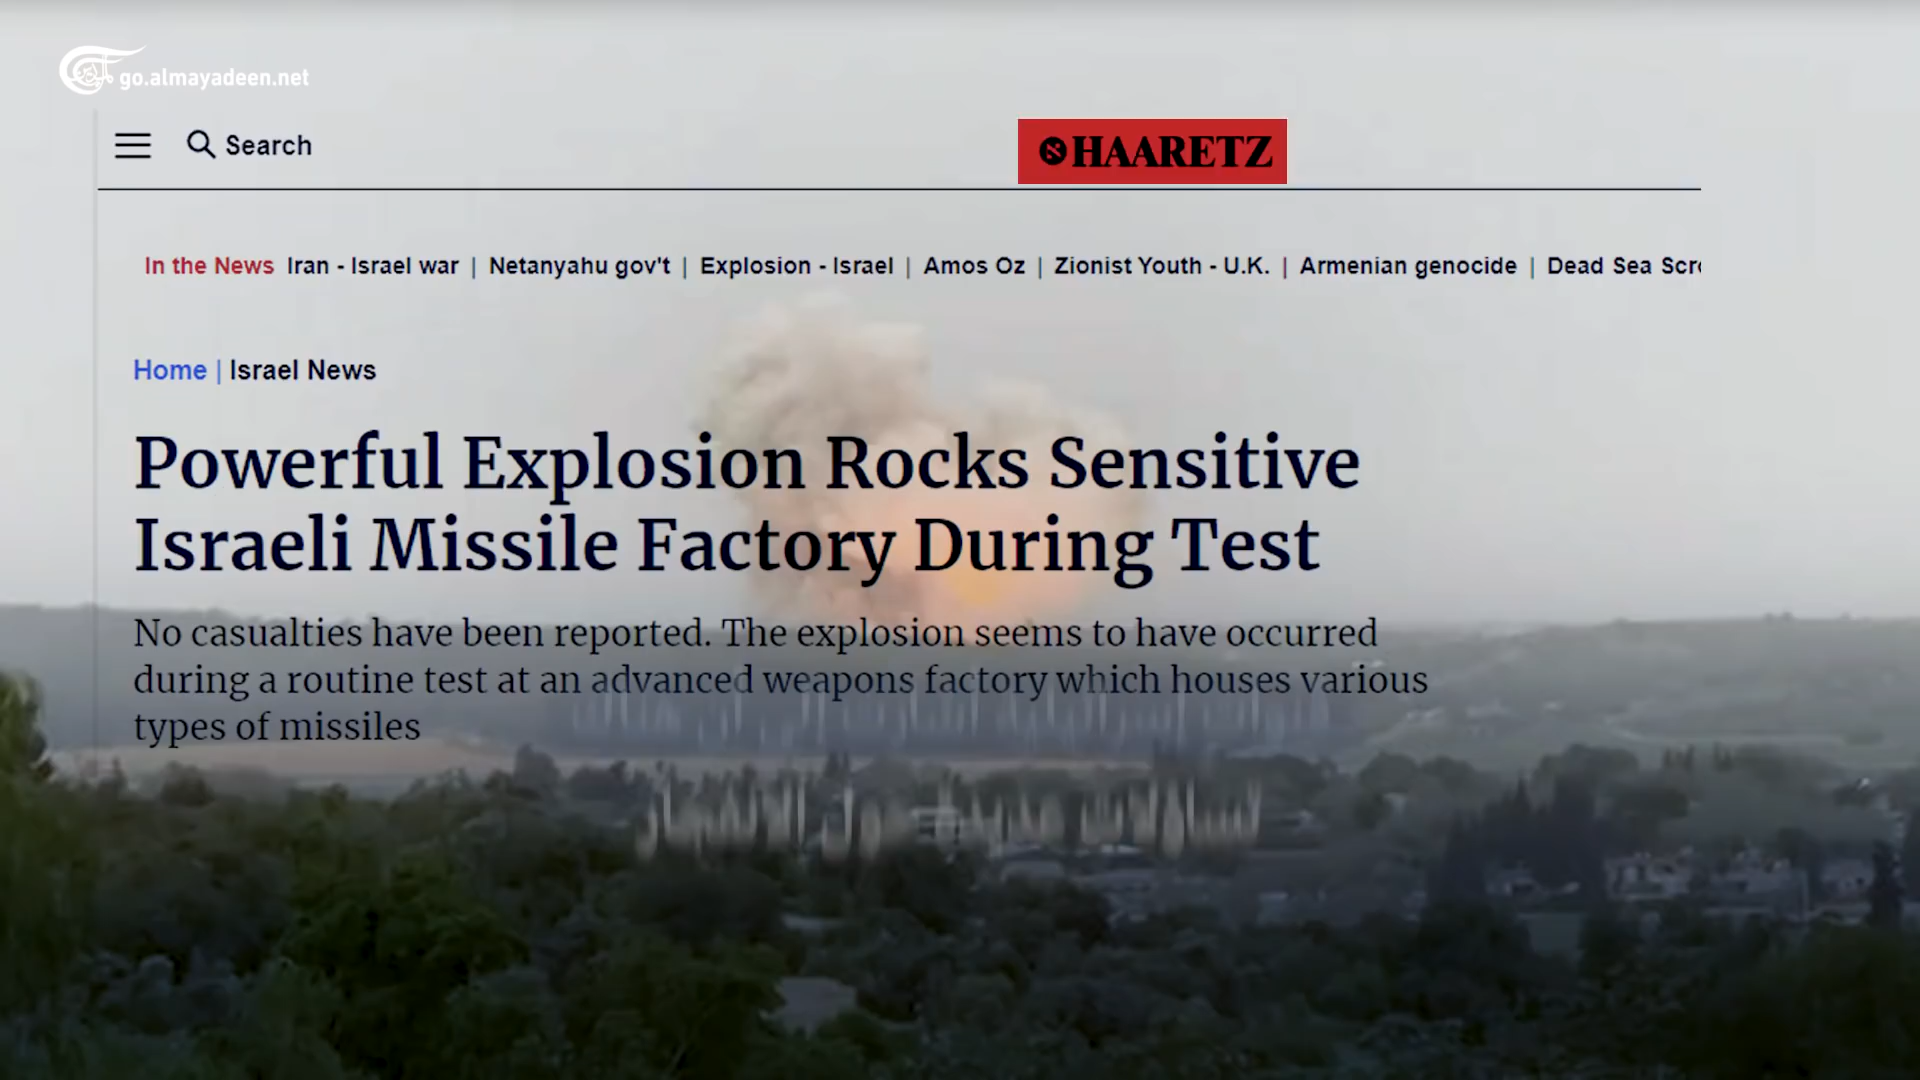 go.almayadeen.net
Search
HAARETZ
In the News Iran - Israel war | Netanyahu gov't | Explosion - Israel | Amos Oz | Zionist Youth - U.K. | Armenian genocide | Dead Sea Scr
Home | Israel News
Powerful Explosion Rocks Sensitive
Israeli Missile Factory During Test
No casualties have been reported. The explosion seems to have occurred
during a routine test at an advanced weapons factory which houses various
types of missiles